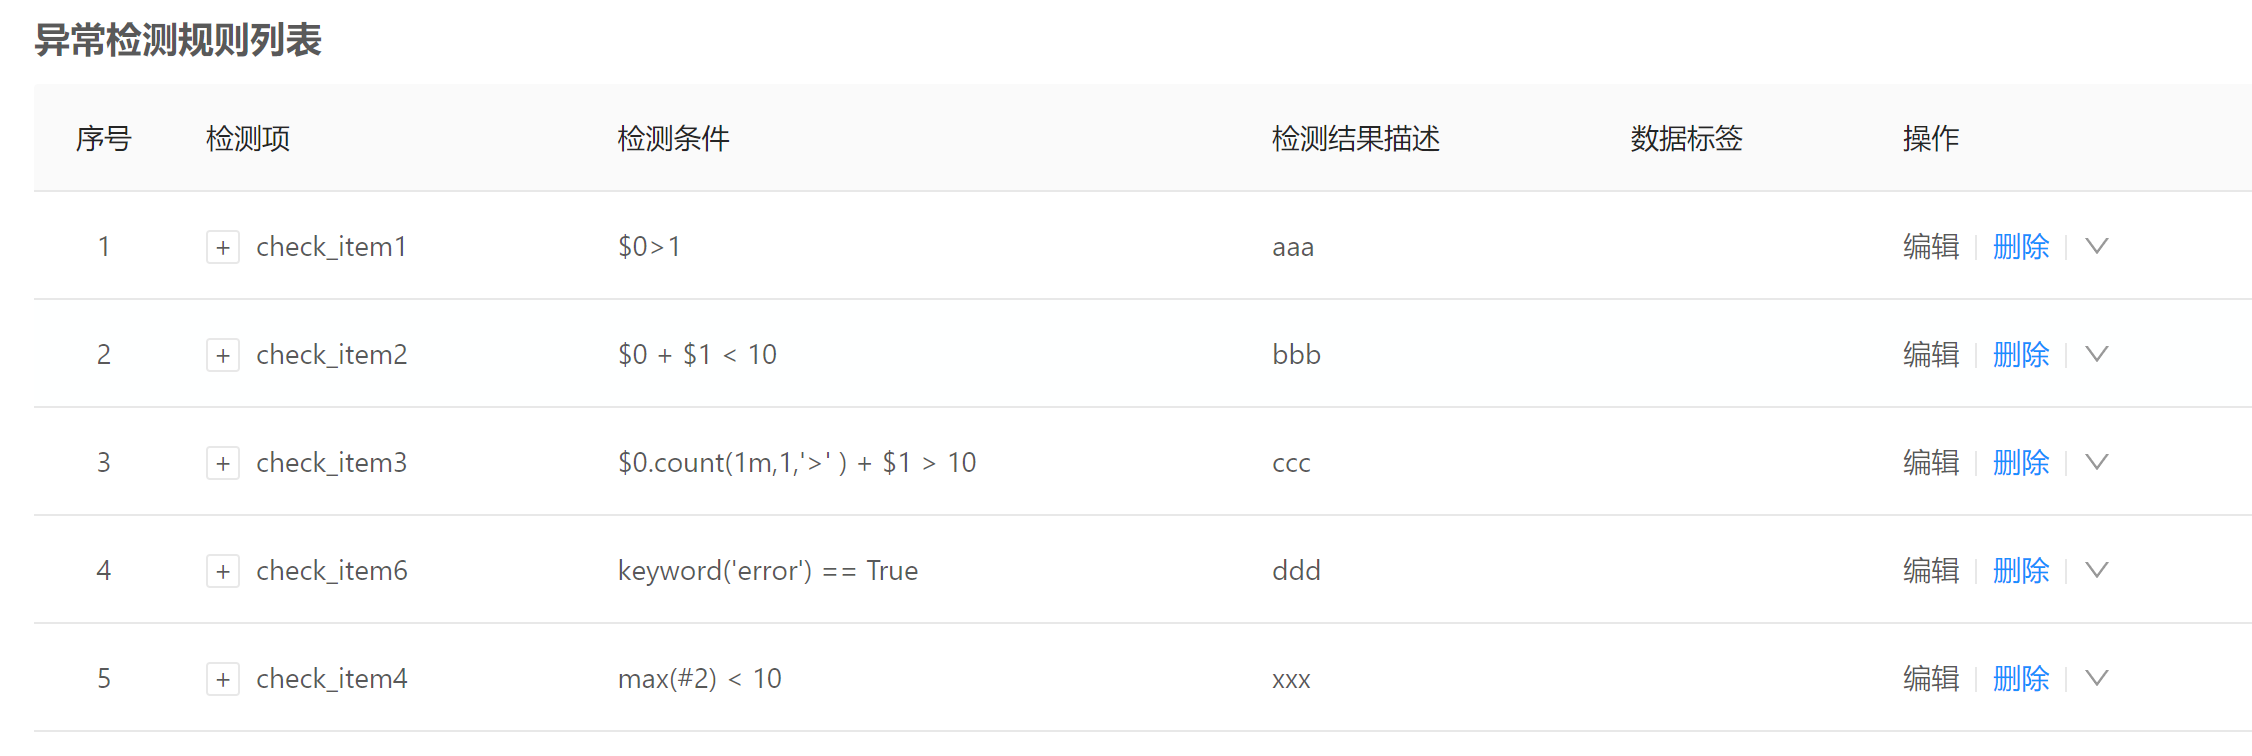 异常检测规则列表
序号 检测项 检测条件 检测结果描述 数据标签 操作
1 + check_item1 $0>1 aaa 编辑 删除
2 + check_item2 $0 + $1 < 10 bbb 编辑 删除
3 + check_item3 $0.count(1m,1,'>' ) + $1 > 10 ccc 编辑 删除
4 + check_item6 keyword('error') == True ddd 编辑 删除
5 + check_item4 max(#2) < 10 xxx 编辑 删除